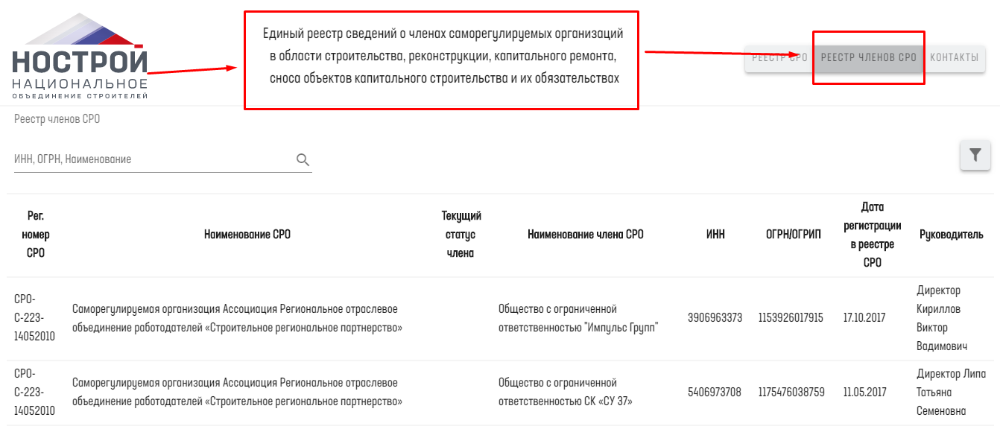 НОСТРОЙ
НАЦИОНАЛЬНОЕ
ОБЪЕДИНЕНИЕ СТРОИТЕЛЕЙ
Единый реестр сведений о членах саморегулируемых организаций
в области строительства, реконструкции, капитального ремонта,
сноса объектов капитального строительства и их обязательствах
РЕЕСТР СРО
РЕЕСТР ЧЛЕНОВ СРО
КОНТАКТЫ
Реестр членов СРО
ИНН, ОГРН, Наименование
Рег.
номер
СРО
Наименование СРО
Текущий
статус
члена
Наименование члена СРО
ИНН
ОГРН/ОГРИП
Дата
регистрации
в реестре
СРО
Руководитель
СРО-
С-223-
14052010
Саморегулируемая организация Ассоциация Региональное отраслевое
объединение работодателей «Строительное региональное партнерство»
Общество с ограниченной
ответственностью "Импульс Групп"
3906963373
1153926017915
17.10.2017
Директор
Кириллов
Виктор
Вадимович
СРО-
С-223-
14052010
Саморегулируемая организация Ассоциация Региональное отраслевое
объединение работодателей «Строительное региональное партнерство»
Общество с ограниченной
ответственностью СК «СУ 37»
5406973708
1175476038759
11.05.2017
Директор Липа
Татьяна
Семеновна